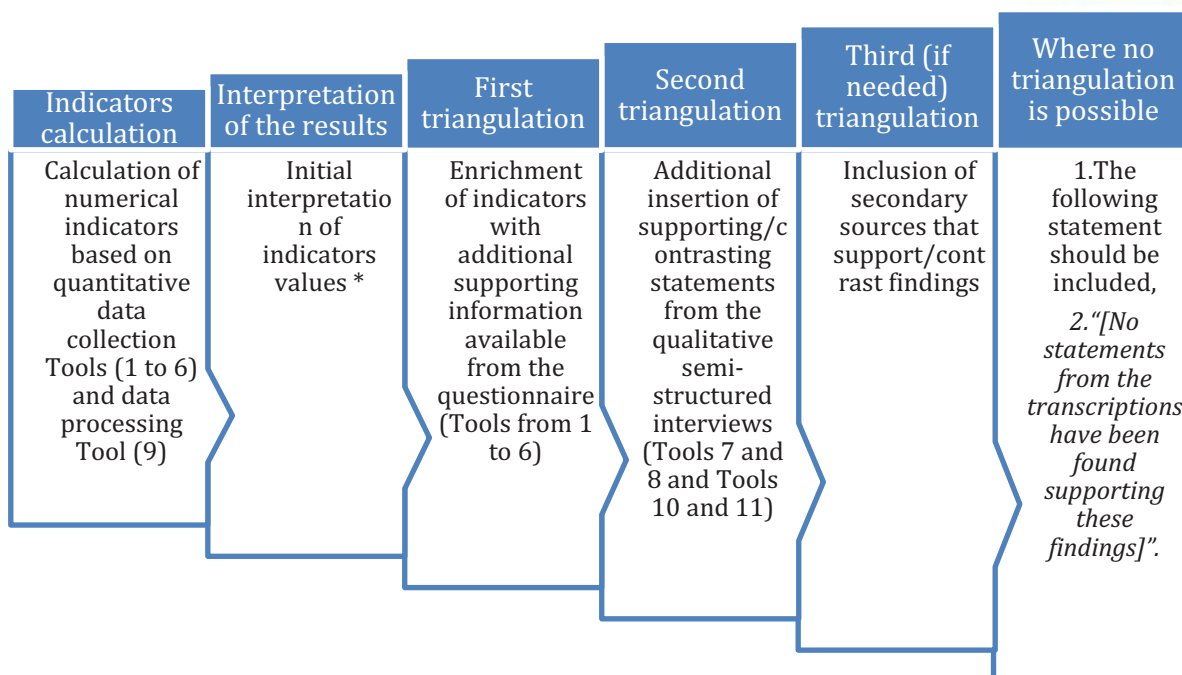 Indicators
calculation
Calculation of
numerical
indicators
based on
quantitative
data
collection
Tools (1 to 6)
and data
processing
Tool (9)
Interpretation
of the results
Initial
interpretatio
n of
indicators
values *
First
triangulation
Enrichment
of indicators
with
additional
supporting
information
available
from the
questionnaire
(Tools from 1
to 6)
Second
triangulation
Additional
insertion of
supporting/c
ontrasting
statements
from the
qualitative
semi-
structured
interviews
(Tools 7 and
8 and Tools
10 and 11)
Third (if
needed)
triangulation
Inclusion of
secondary
sources that
support/cont
rast findings
Where no
triangulation
is possible
1.The
following
statement
should be
included,
2.“[No
statements
from the
transcriptions
have been
found
supporting
these
findings]”.